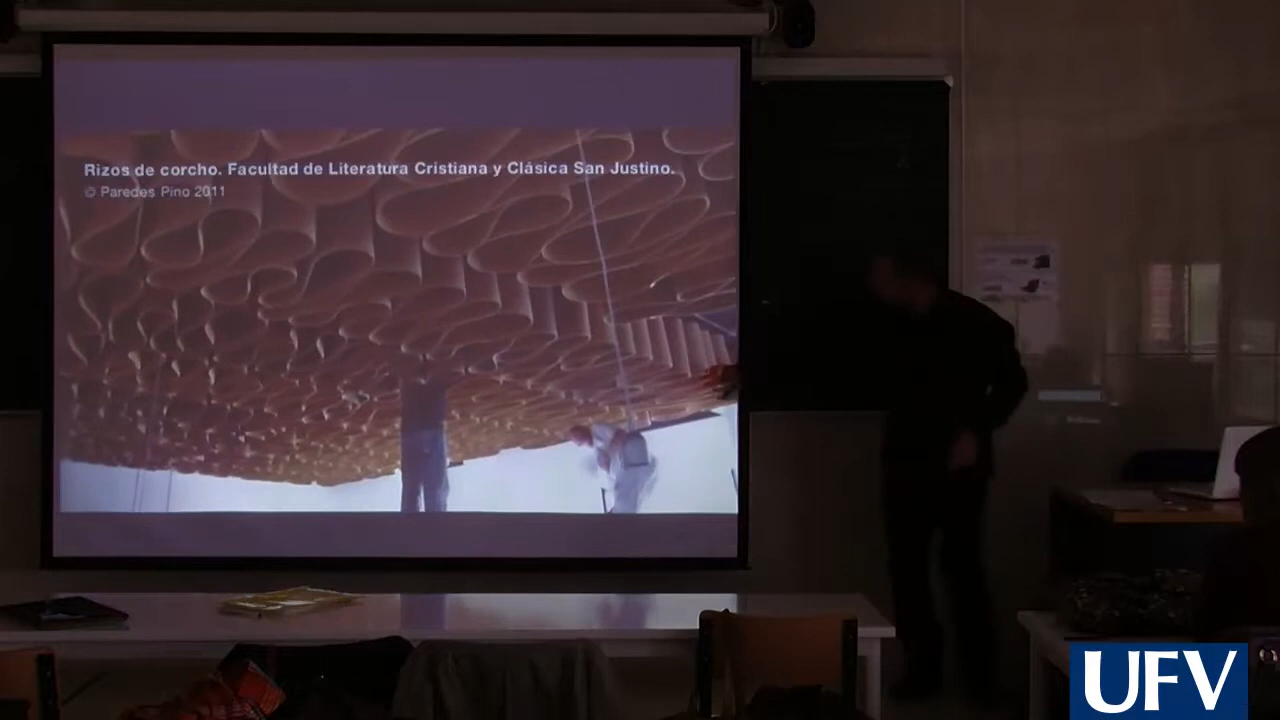 Rizos de corcho. Facultad de Literatura Cristiana y Clásica San Justino.
© Paredes Pino 2011
UFV